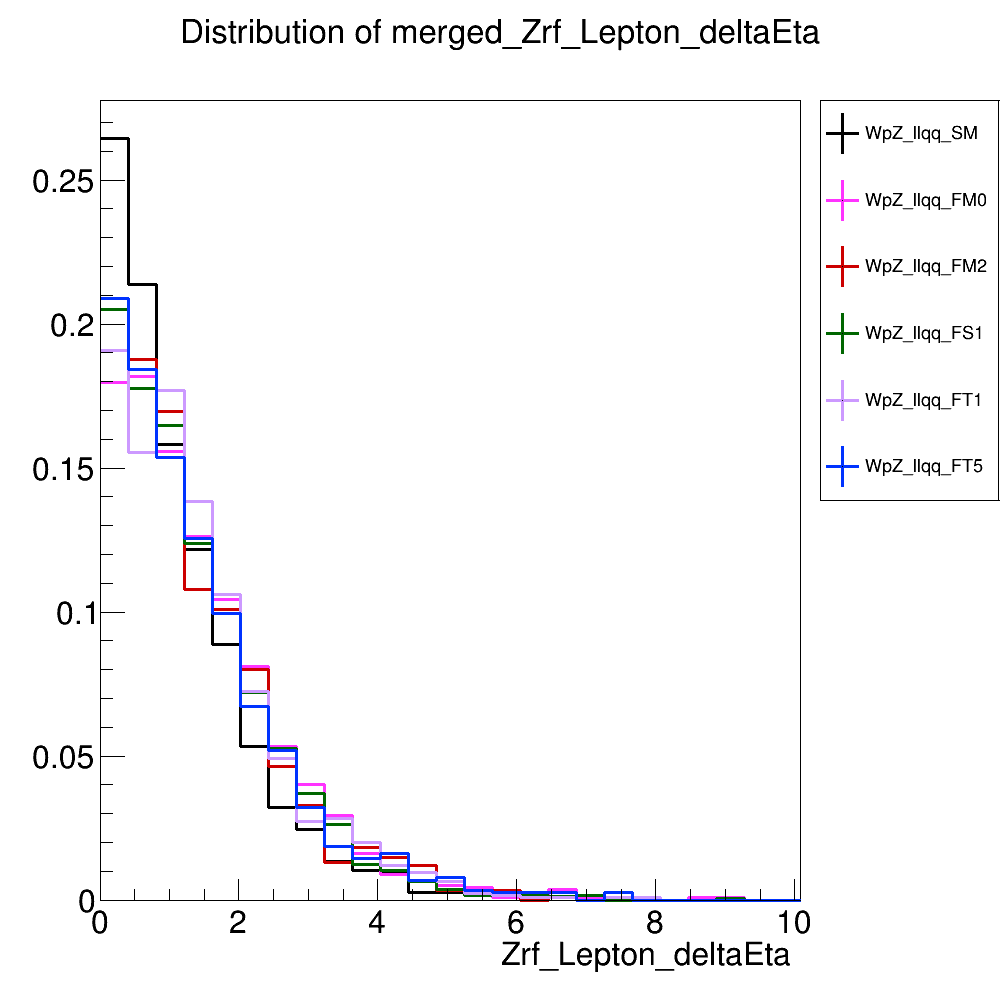 Distribution of merged_Zrf_Lepton_deltaEta
WpZ_llqq_SM
WpZ_llqq_FM0
WpZ_llqq_FM2
WpZ_llqq_FS1
WpZ_llqq_FT1
WpZ_llqq_FT5
0.25
0.2
0.15
0.1
0.05
0
0 2 4 6 8 10
Zrf_Lepton_deltaEta